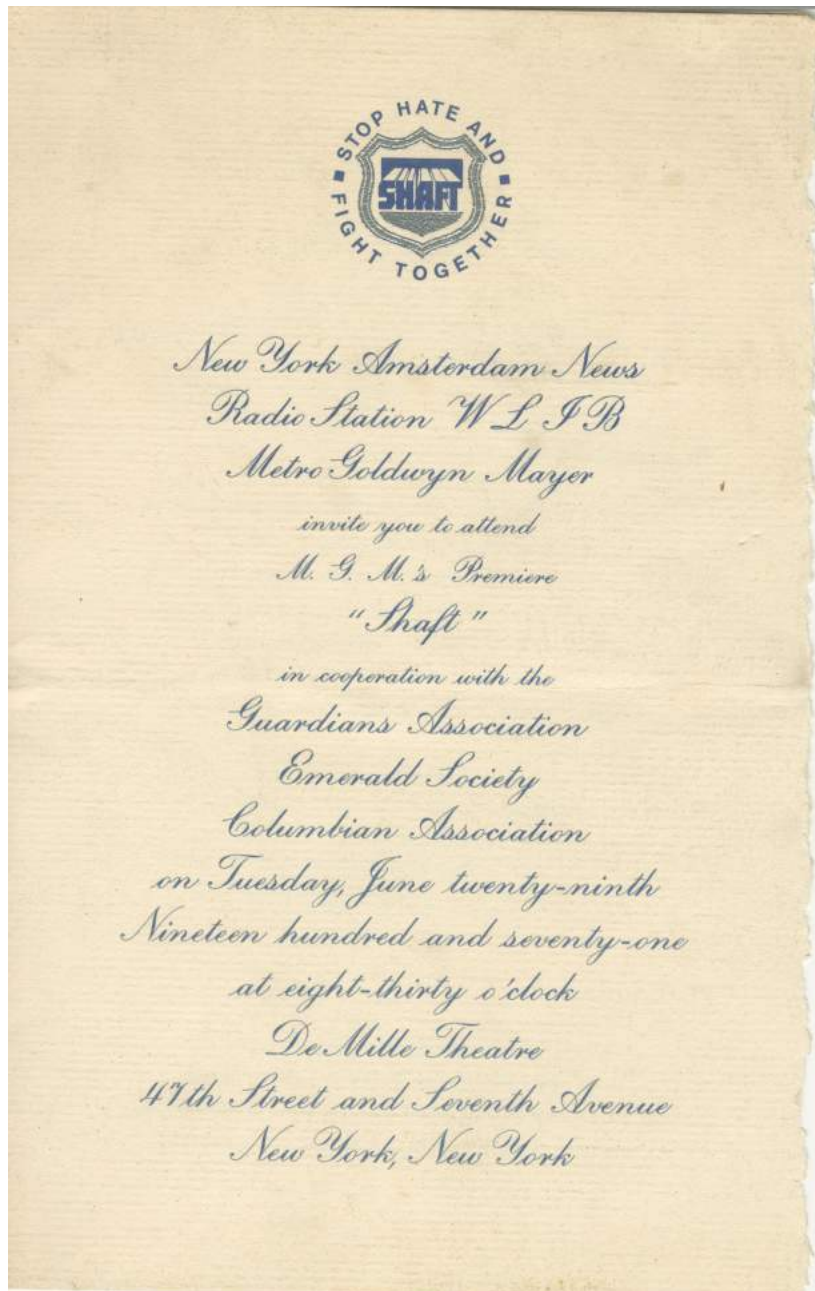 STOP HATE AND
SHAFT
FIGHT TOGETHER
New York Amsterdam News
Radio Station W L I B
Metro Goldwyn Mayer
invite you to attend
M. G. M.'s Premiere
"Shaft"
in cooperation with the
Guardians Association
Emerald Society
Columbian Association
on Tuesday, June twenty-ninth
Nineteen hundred and seventy-one
at eight-thirty o'clock
De Mille Theatre
47th Street and Seventh Avenue
New York, New York